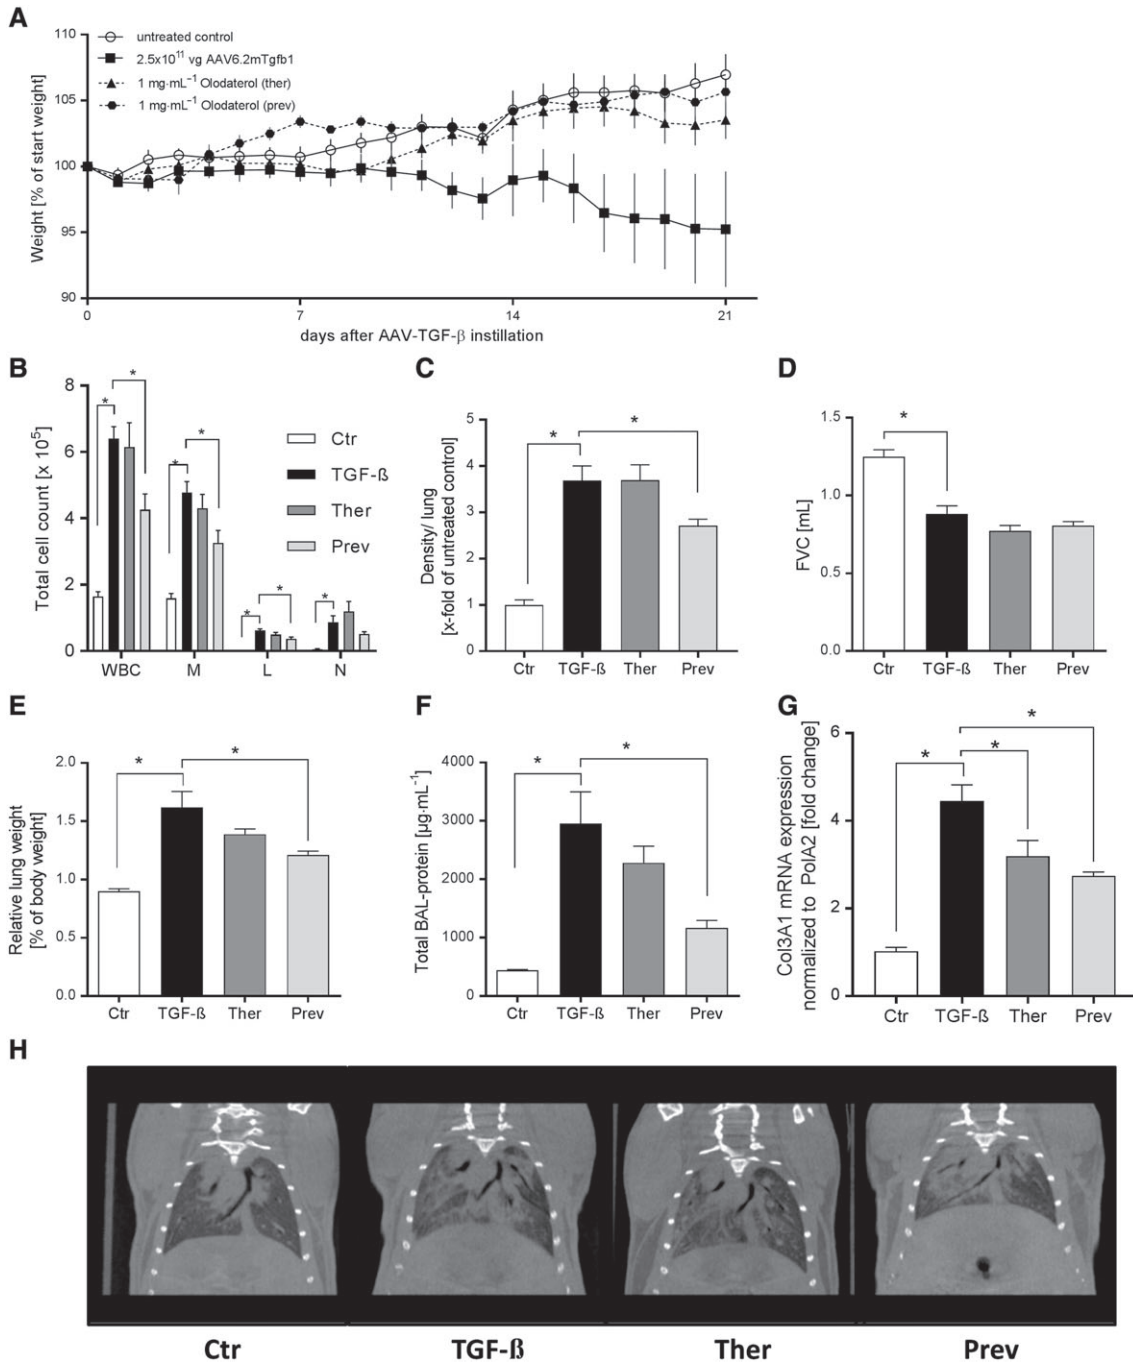 A
110
105
100
95
90
Weight [% of start weight]
untreated control
2.5x10¹¹ vg AAV6.2mTgfb1
1 mg·mL⁻¹ Olodaterol (ther)
1 mg·mL⁻¹ Olodaterol (prev)
0
7
14
21
days after AAV-TGF-β instillation
B
8
6
4
2
0
Total cell count [x 10⁵]
* * * * * * *
Ctr
TGF-ß
Ther
Prev
WBC M L N
C
5
4
3
2
1
0
Density/ lung
[x-fold of untreated control]
* *
Ctr TGF-ß Ther Prev
D
1.5
1.0
0.5
0.0
FVC [mL]
*
Ctr TGF-ß Ther Prev
E
2.0
1.5
1.0
0.5
0.0
Relative lung weight
[% of body weight]
* *
Ctr TGF-ß Ther Prev
F
4000
3000
2000
1000
0
Total BAL-protein [µg·mL⁻¹]
* *
Ctr TGF-ß Ther Prev
G
6
4
2
0
Col3A1 mRNA expression
normalized to PolA2 [fold change]
* * *
Ctr TGF-ß Ther Prev
H
Ctr TGF-ß Ther Prev